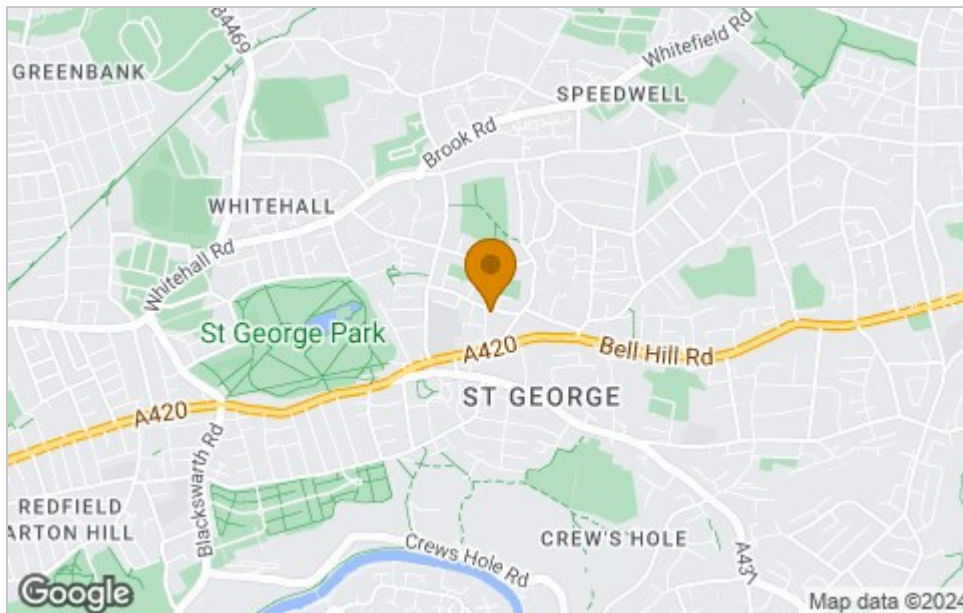 B4469
GREENBANK
Whitefield Rd
SPEEDWELL
Brook Rd
WHITEHALL
Whitehall Rd
St George Park
A420
Bell Hill Rd
ST GEORGE
A420
Blackswarth Rd
REDFIELD
ARTON HILL
CREW'S HOLE
Crews Hole Rd
A431
Google
Map data ©2024